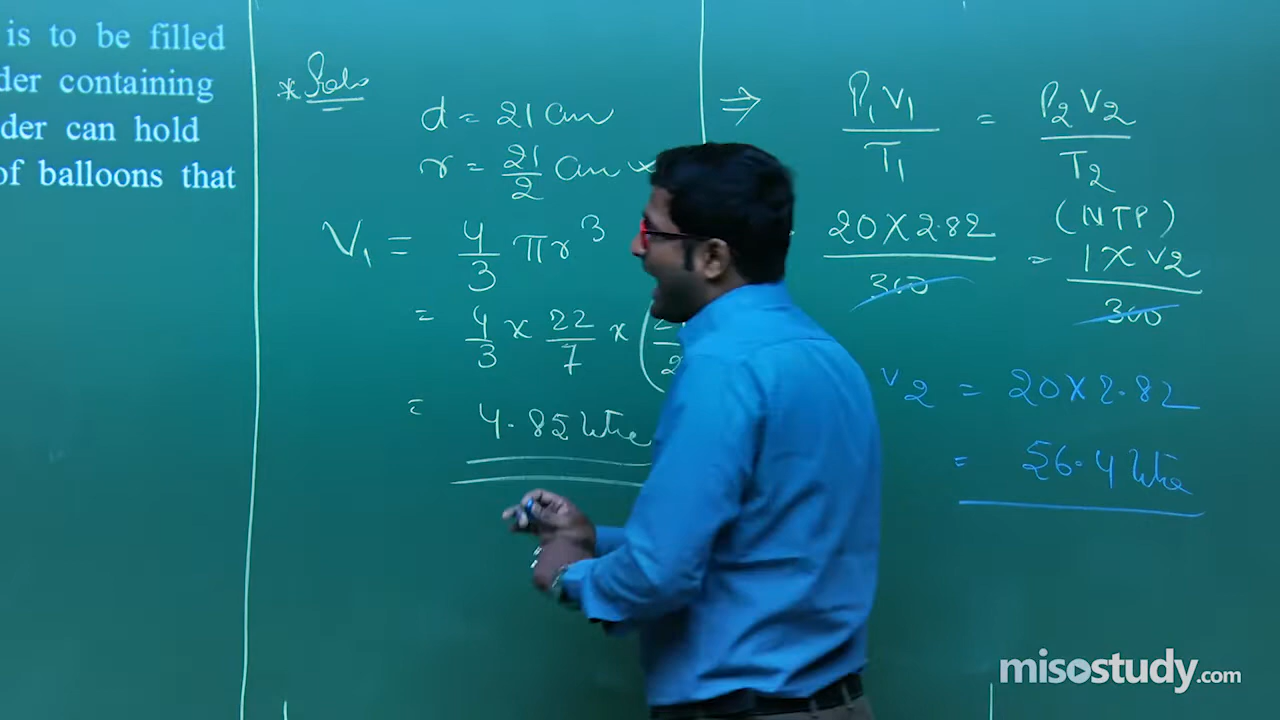 is to be filled
der containing
der can hold
of balloons that
* Soln
d = 21 cm
r = 21/2 cm
V₁ = 4/3 πr³
= 4/3 × 22/7 × (2
= 4.85 litre
⇒ P₁V₁/T₁ = P₂V₂/T₂
(NTP)
20 × 2.82/300 = 1 × V₂/300
V₂ = 20 × 2.82
= 56.4 litre
misostudy.com